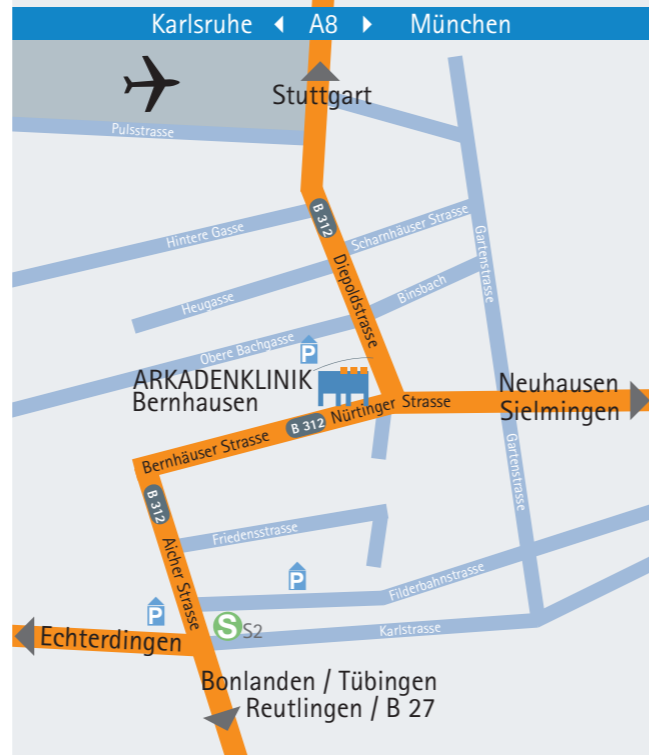 Karlsruhe ◄ A8 ► München
Stuttgart
Pulsstrasse
B 312
Hintere Gasse
Scharnhäuser Strasse
Gartenstrasse
Diepoldstrasse
Binsbach
Heugasse
Obere Bachgasse
P
ARKADENKLINIK
Bernhausen
Neuhausen
Sielmingen
Nürtinger Strasse
B 312
Bernhäuser Strasse
Gartenstrasse
B 312
Aicher Strasse
Friedensstrasse
P
Filderbahnstrasse
P
S S2
Karlstrasse
Echterdingen
Bonlanden / Tübingen
Reutlingen / B 27